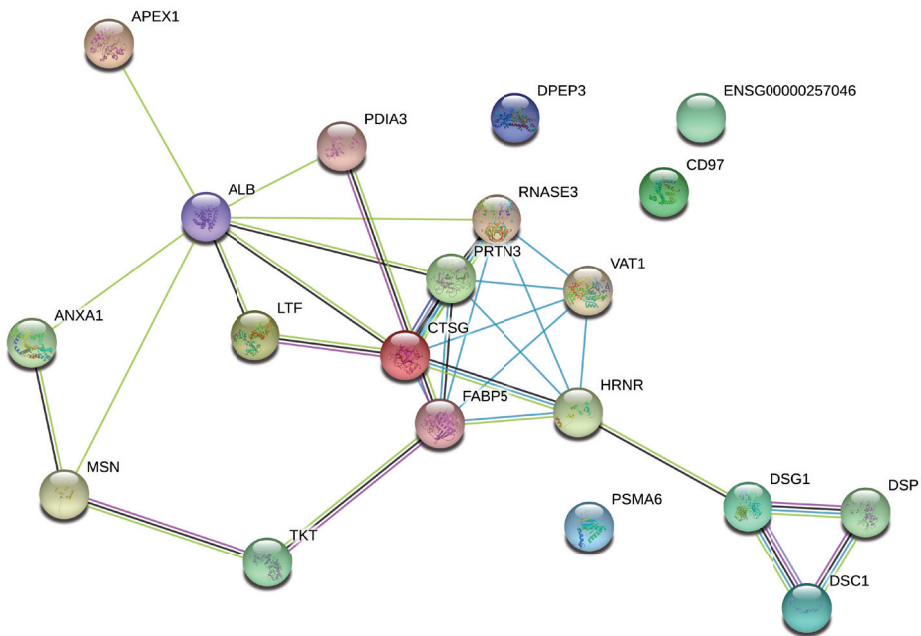 APEX1
DPEP3
ENSG00000257046
PDIA3
CD97
ALB
RNASE3
PRTN3
VAT1
ANXA1
LTF
CTSG
HRNR
FABP5
MSN
DSG1
DSP
PSMA6
TKT
DSC1